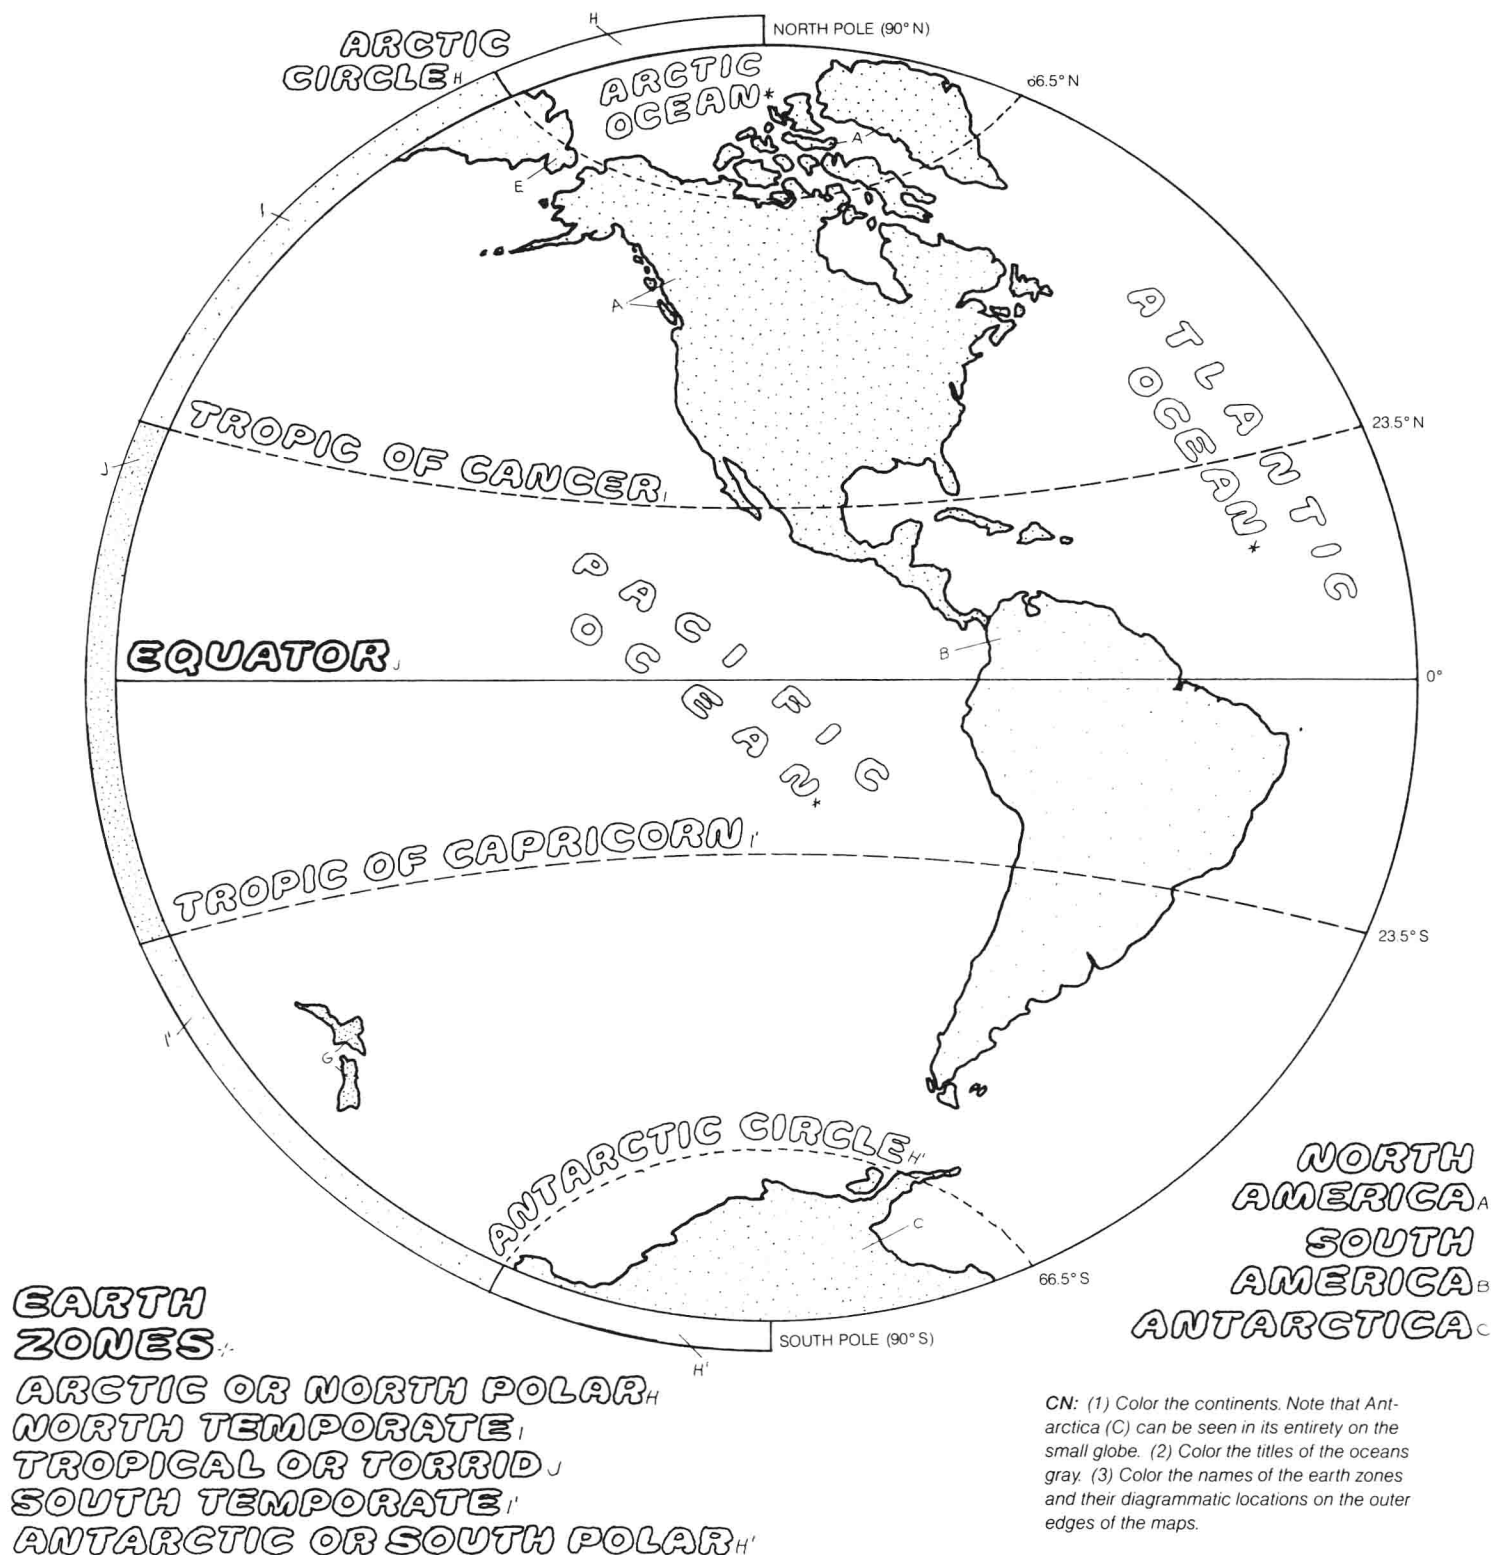 H
NORTH POLE (90°N)
ARCTIC
CIRCLE H
ARCTIC
OCEAN*
66.5°N
A
E
I
A
ATLANTIC
OCEAN*
TROPIC OF CANCER I
23.5°N
J
PACIFIC
OCEAN*
EQUATOR J
B
0°
TROPIC OF CAPRICORN I'
23.5°S
I'
G
ANTARCTIC CIRCLE H'
C
66.5°S
SOUTH POLE (90°S)
H'
NORTH
AMERICA A
SOUTH
AMERICA B
ANTARCTICA C
EARTH
ZONES
ARCTIC OR NORTH POLAR H
NORTH TEMPORATE I
TROPICAL OR TORRID J
SOUTH TEMPORATE I'
ANTARCTIC OR SOUTH POLAR H'
CN: (1) Color the continents. Note that Ant-
arctica (C) can be seen in its entirety on the
small globe. (2) Color the titles of the oceans
gray. (3) Color the names of the earth zones
and their diagrammatic locations on the outer
edges of the maps.